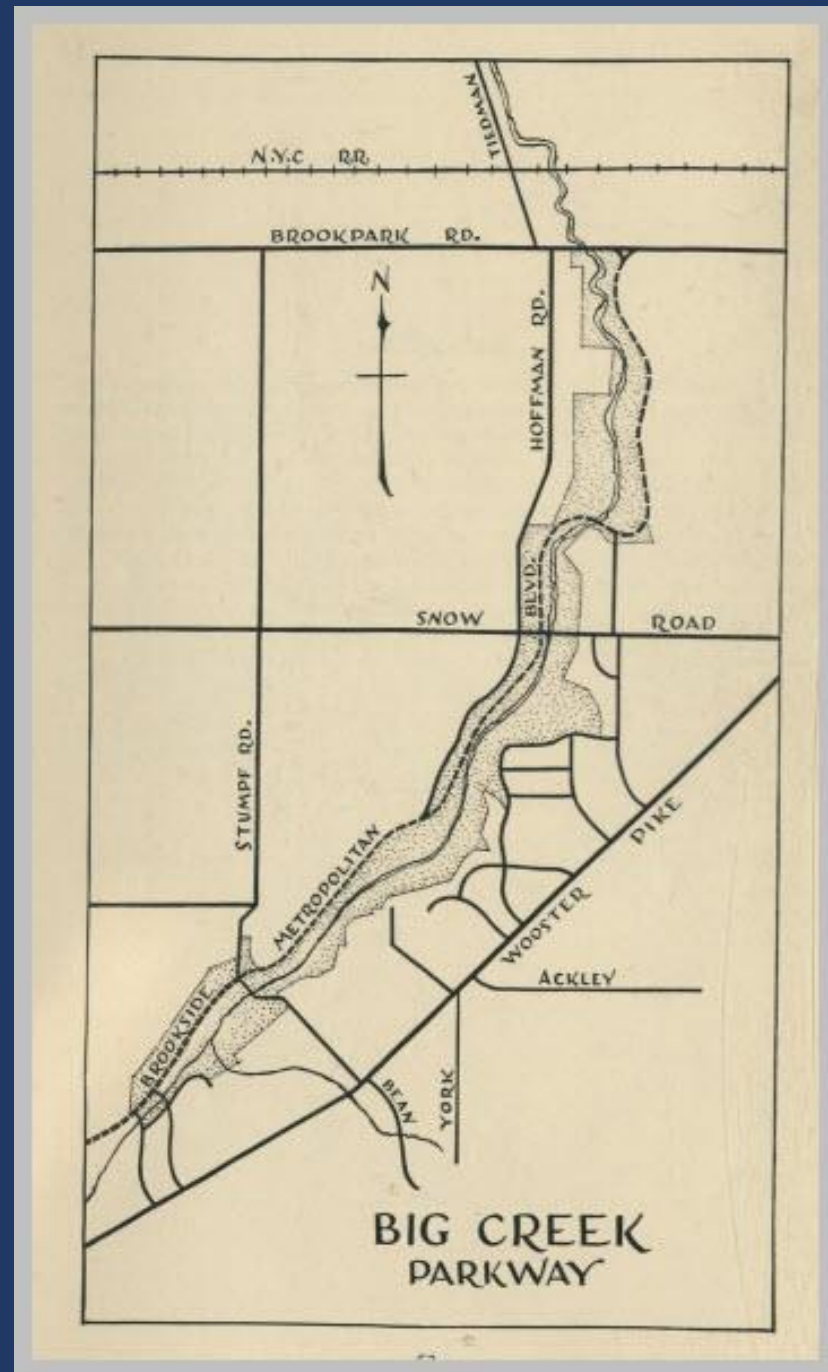 TIEDMAN
N.Y.C RR
BROOKPARK RD.
N
HOFFMAN RD.
BLVD.
SNOW ROAD
STUMPF RD.
METROPOLITAN
PIKE
WOOSTER
ACKLEY
BROOKSIDE
BEAN
YORK
BIG CREEK
PARKWAY